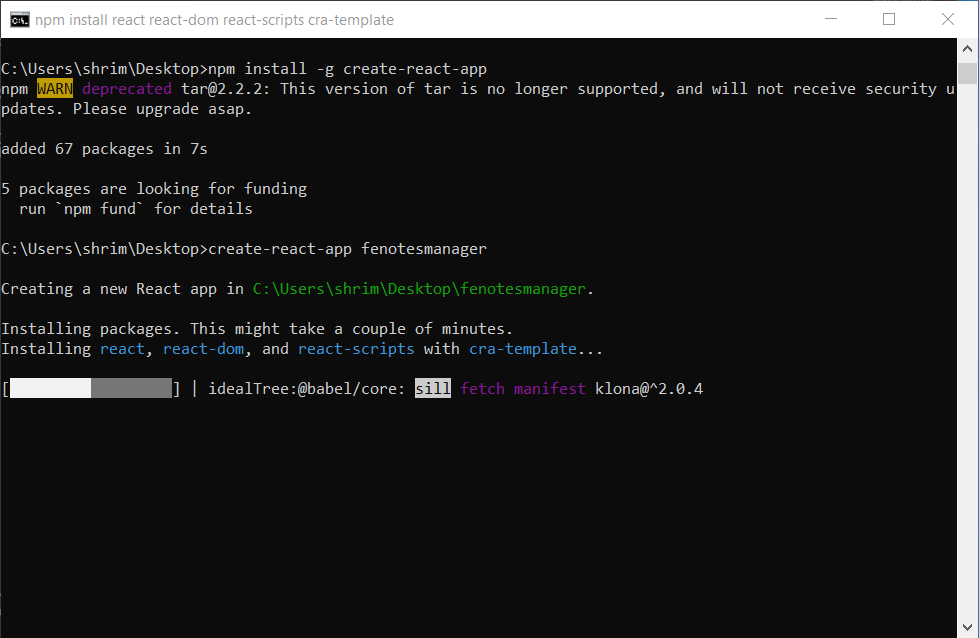 npm install react react-dom react-scripts cra-template
C:\Users\shrim\Desktop>npm install -g create-react-app
npm WARN deprecated tar@2.2.2: This version of tar is no longer supported, and will not receive security u
pdates. Please upgrade asap.
added 67 packages in 7s
5 packages are looking for funding
  run `npm fund` for details
C:\Users\shrim\Desktop>create-react-app fenotesmanager
Creating a new React app in C:\Users\shrim\Desktop\fenotesmanager.
Installing packages. This might take a couple of minutes.
Installing react, react-dom, and react-scripts with cra-template...
[                  ] | idealTree:@babel/core: sill fetch manifest klona@^2.0.4